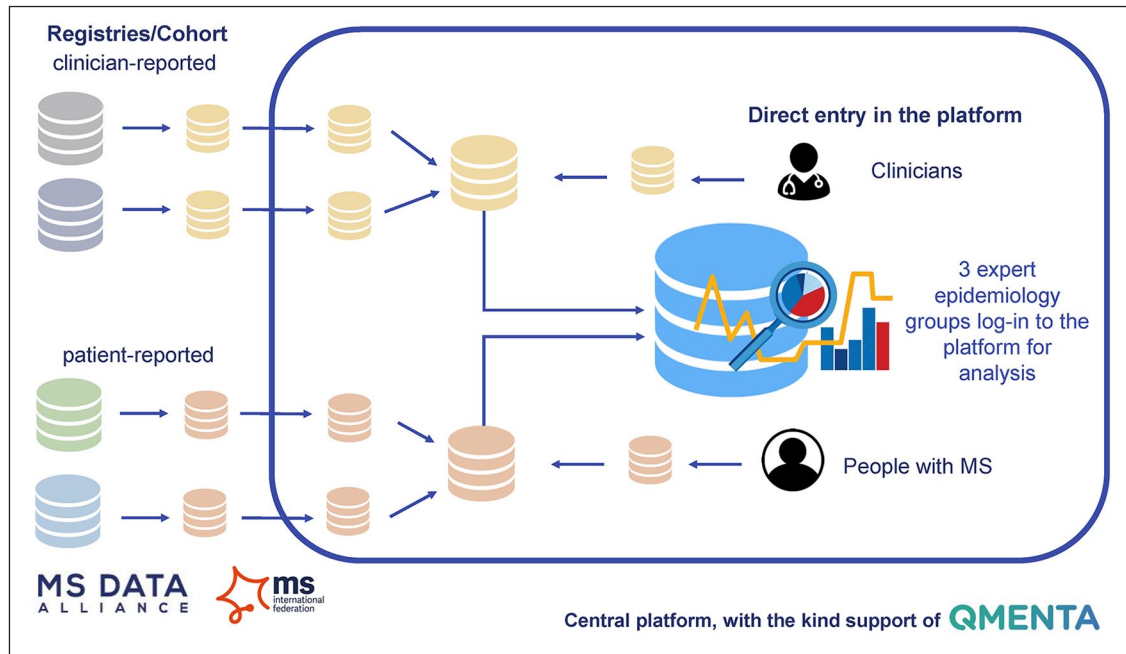 Registries/Cohort
clinician-reported
Direct entry in the platform
Clinicians
3 expert
epidemiology
groups log-in to the
platform for
analysis
patient-reported
People with MS
MS DATA
ALLIANCE
ms
international
federation
Central platform, with the kind support of QMENTA